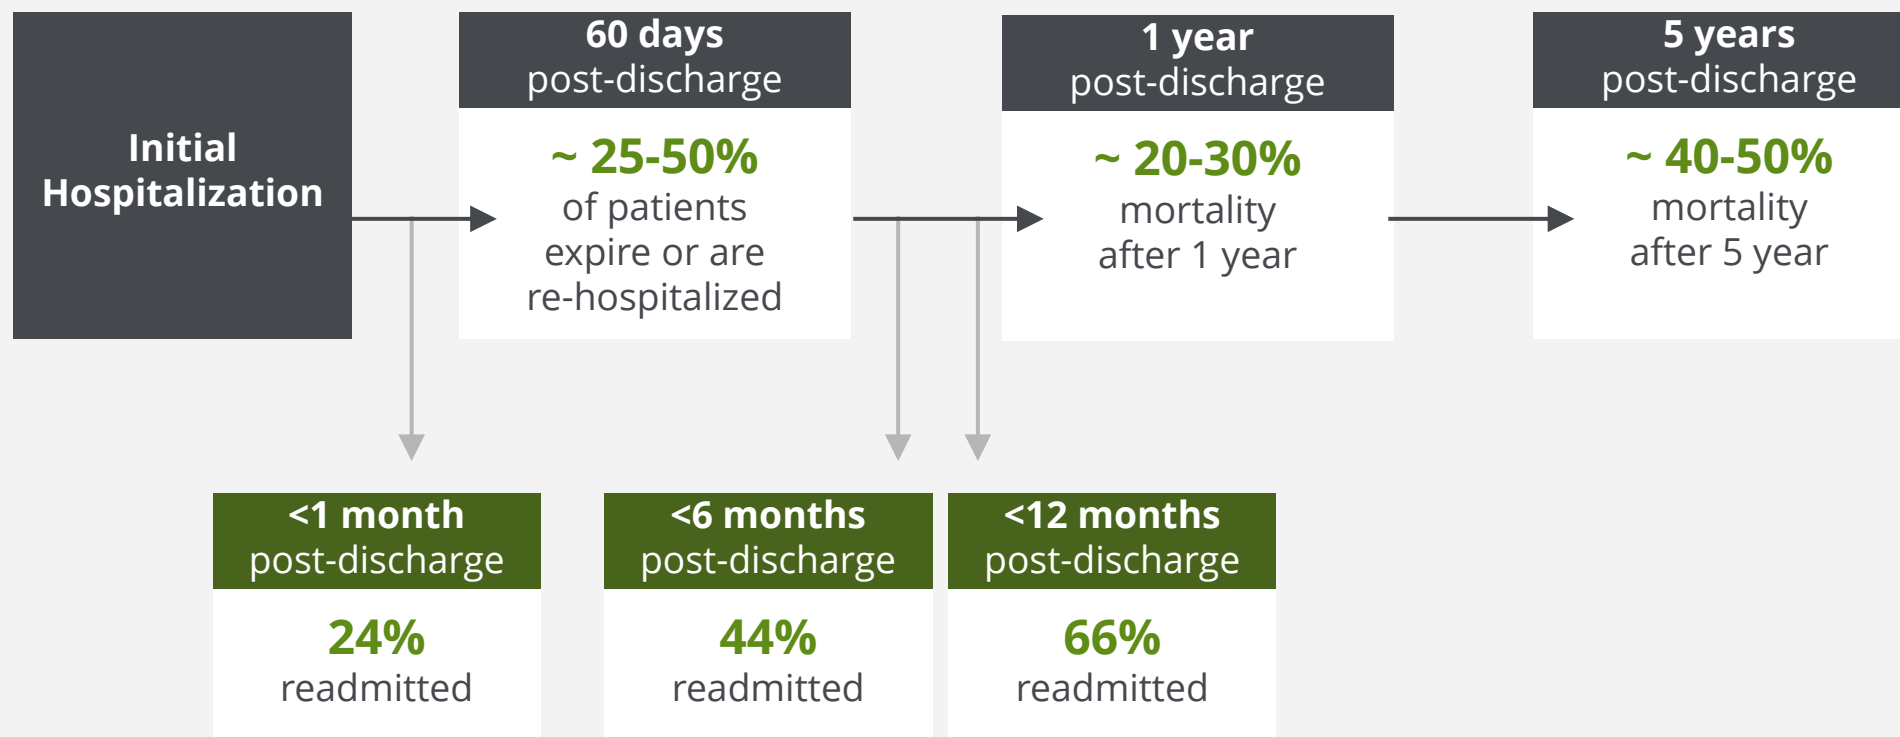 Initial
Hospitalization
60 days
post-discharge
~ 25-50%
of patients
expire or are
re-hospitalized
1 year
post-discharge
~ 20-30%
mortality
after 1 year
5 years
post-discharge
~ 40-50%
mortality
after 5 year
<1 month
post-discharge
24%
readmitted
<6 months
post-discharge
44%
readmitted
<12 months
post-discharge
66%
readmitted